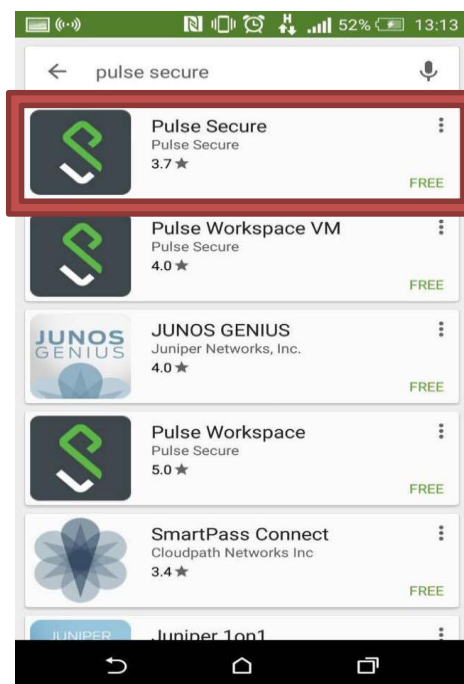 H 52% 13:13
pulse secure
Pulse Secure
Pulse Secure
3.7
FREE
Pulse Workspace VM
Pulse Secure
4.0
FREE
JUNOS
GENIUS
JUNOS GENIUS
Juniper Networks, Inc.
4.0
FREE
Pulse Workspace
Pulse Secure
5.0
FREE
SmartPass Connect
Cloudpath Networks Inc
3.4
FREE
JUNIPER
Juniper 1on1